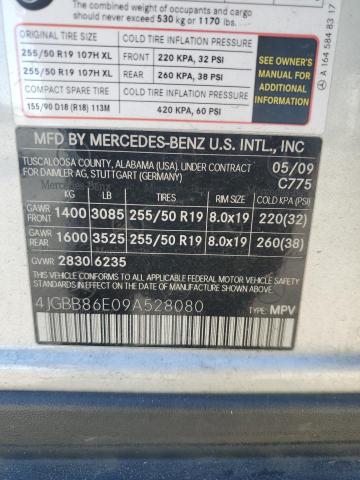 The combined weight of occupants and cargo
should never exceed 530 kg or 1170 lbs.
ORIGINAL TIRE SIZE
COLD TIRE INFLATION PRESSURE
255/50 R19 107H XL FRONT 220 KPA, 32 PSI
255/50 R19 107H XL REAR 260 KPA, 38 PSI
COMPACT SPARE TIRE COLD TIRE INFLATION PRESSURE
155/90 D18 (R18) 113M 420 KPA, 60 PSI
SEE OWNER'S
MANUAL FOR
ADDITIONAL
INFORMATION
A 164 584 83 17
MFD BY MERCEDES-BENZ U.S. INTL., INC
TUSCALOOSA COUNTY, ALABAMA (USA). UNDER CONTRACT
FOR DAIMLER AG, STUTTGART (GERMANY)
05/09
C775
KG LB TIRES RIM SIZE COLD KPA (PSI)
GAWR FRONT 1400 3085 255/50 R19 8.0x19 220(32)
GAWR REAR 1600 3525 255/50 R19 8.0x19 260(38)
GVWR 2830 6235
THIS VEHICLE CONFORMS TO ALL APPLICABLE
FEDERAL MOTOR VEHICLE SAFETY AND
THEFT PREVENTION STANDARDS IN EFFECT ON
THE DATE OF MANUFACTURE SHOWN ABOVE
4JGBB86E09A528080
TYPE: MPV